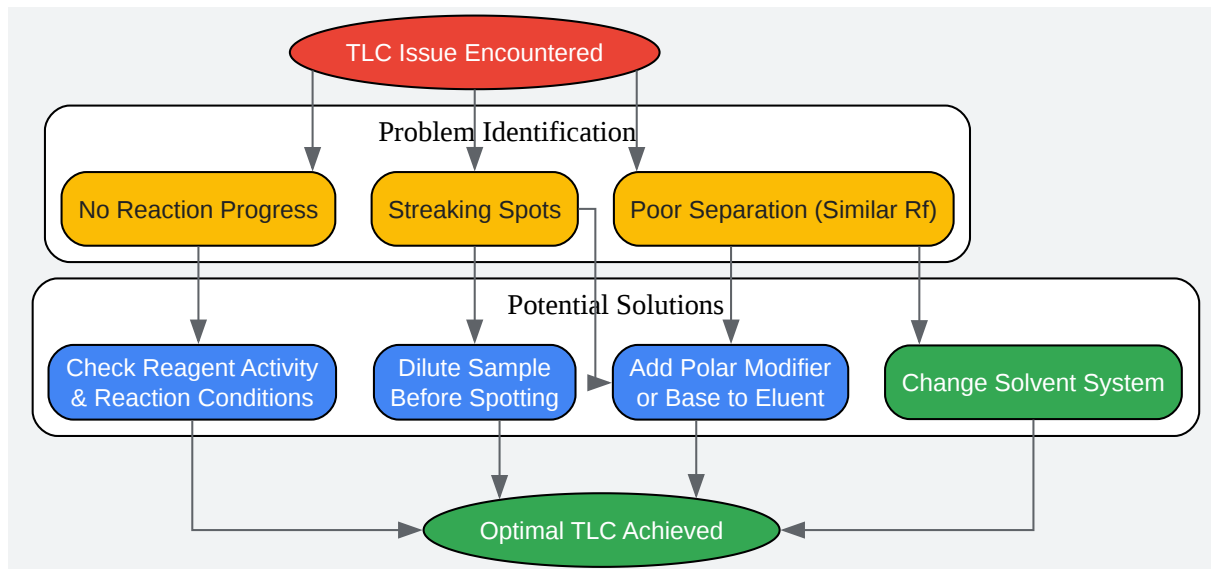 TLC Issue Encountered
Problem Identification
No Reaction Progress
Streaking Spots
Poor Separation (Similar Rf)
Potential Solutions
Check Reagent Activity
& Reaction Conditions
Dilute Sample
Before Spotting
Add Polar Modifier
or Base to Eluent
Change Solvent System
Optimal TLC Achieved